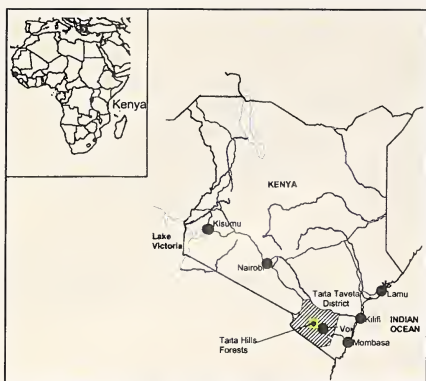 Kenya
KENYA
Kisumu
Lake
Victoria
Nairobi
Taita Taveta
District
Lamu
Kilifi
INDIAN
OCEAN
Voi
Taita Hills
Forests
Mombasa